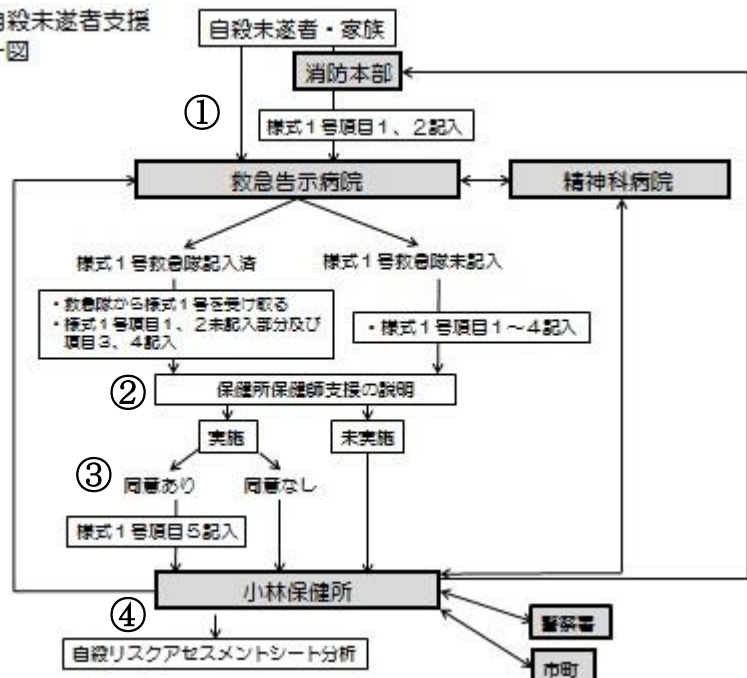 自殺未遂者支援
図
自殺未遂者・家族
消防本部
①
様式1号項目1、2記入
救急告示病院
精神科病院
様式1号救急隊記入済
様式1号救急隊未記入
・救急隊から様式1号を受け取る
・様式1号項目1、2未記入部分及び
項目3、4記入
・様式1号項目1～4記入
②
保健所保健師支援の説明
実施
未実施
③
同意あり
同意なし
様式1号項目5記入
小林保健所
④
警察署
自殺リスクアセスメントシート分析
市町